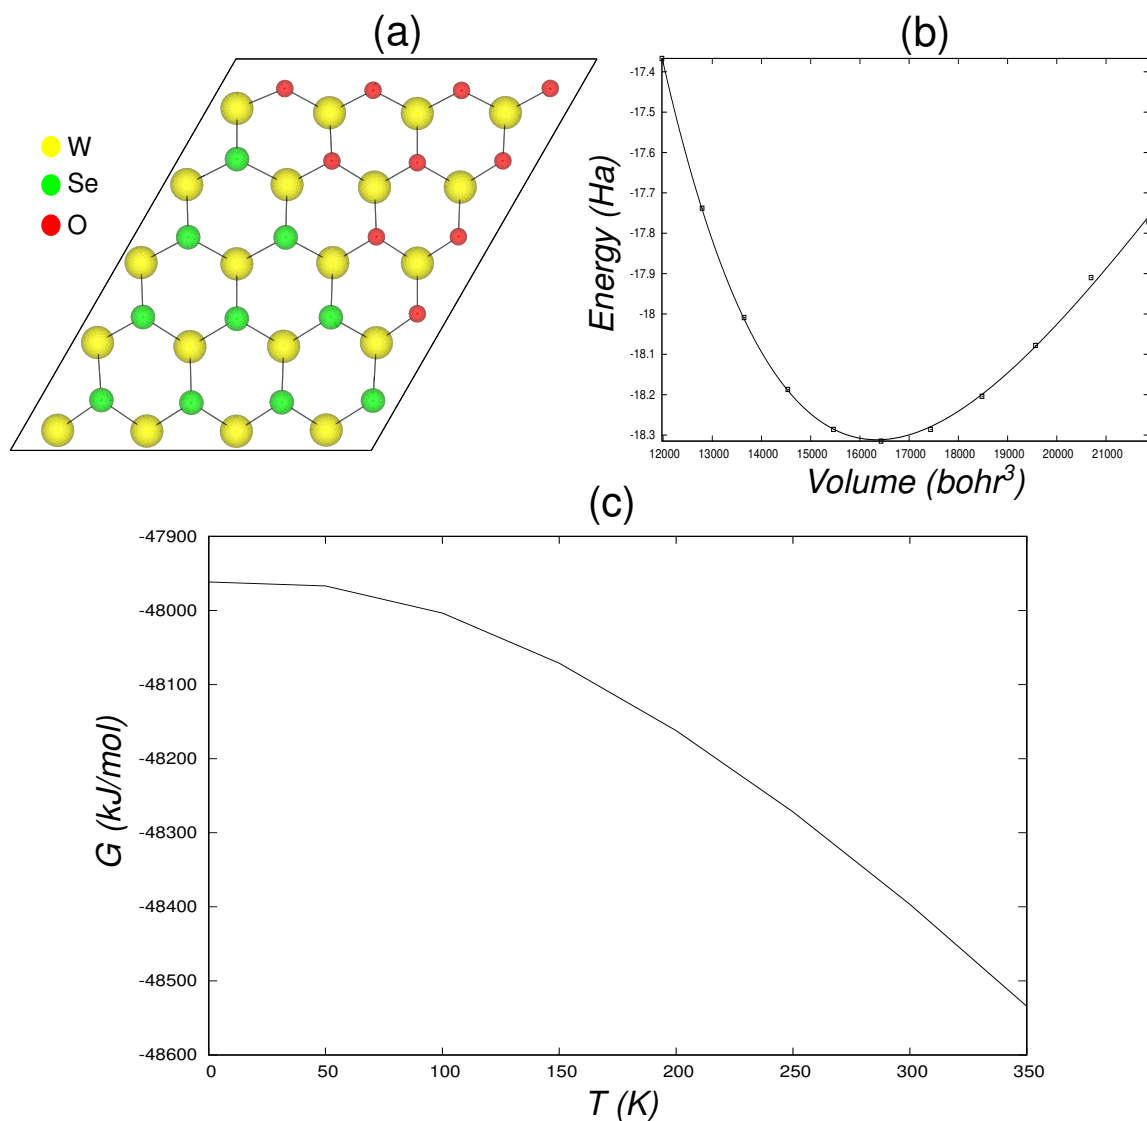 (a)
W
Se
O
(b)
Energy (Ha)
-17.4
-17.5
-17.6
-17.7
-17.8
-17.9
-18
-18.1
-18.2
-18.3
12000 13000 14000 15000 16000 17000 18000 19000 20000 21000
Volume (bohr³)
(c)
G (kJ/mol)
-47900
-48000
-48100
-48200
-48300
-48400
-48500
-48600
0 50 100 150 200 250 300 350
T (K)